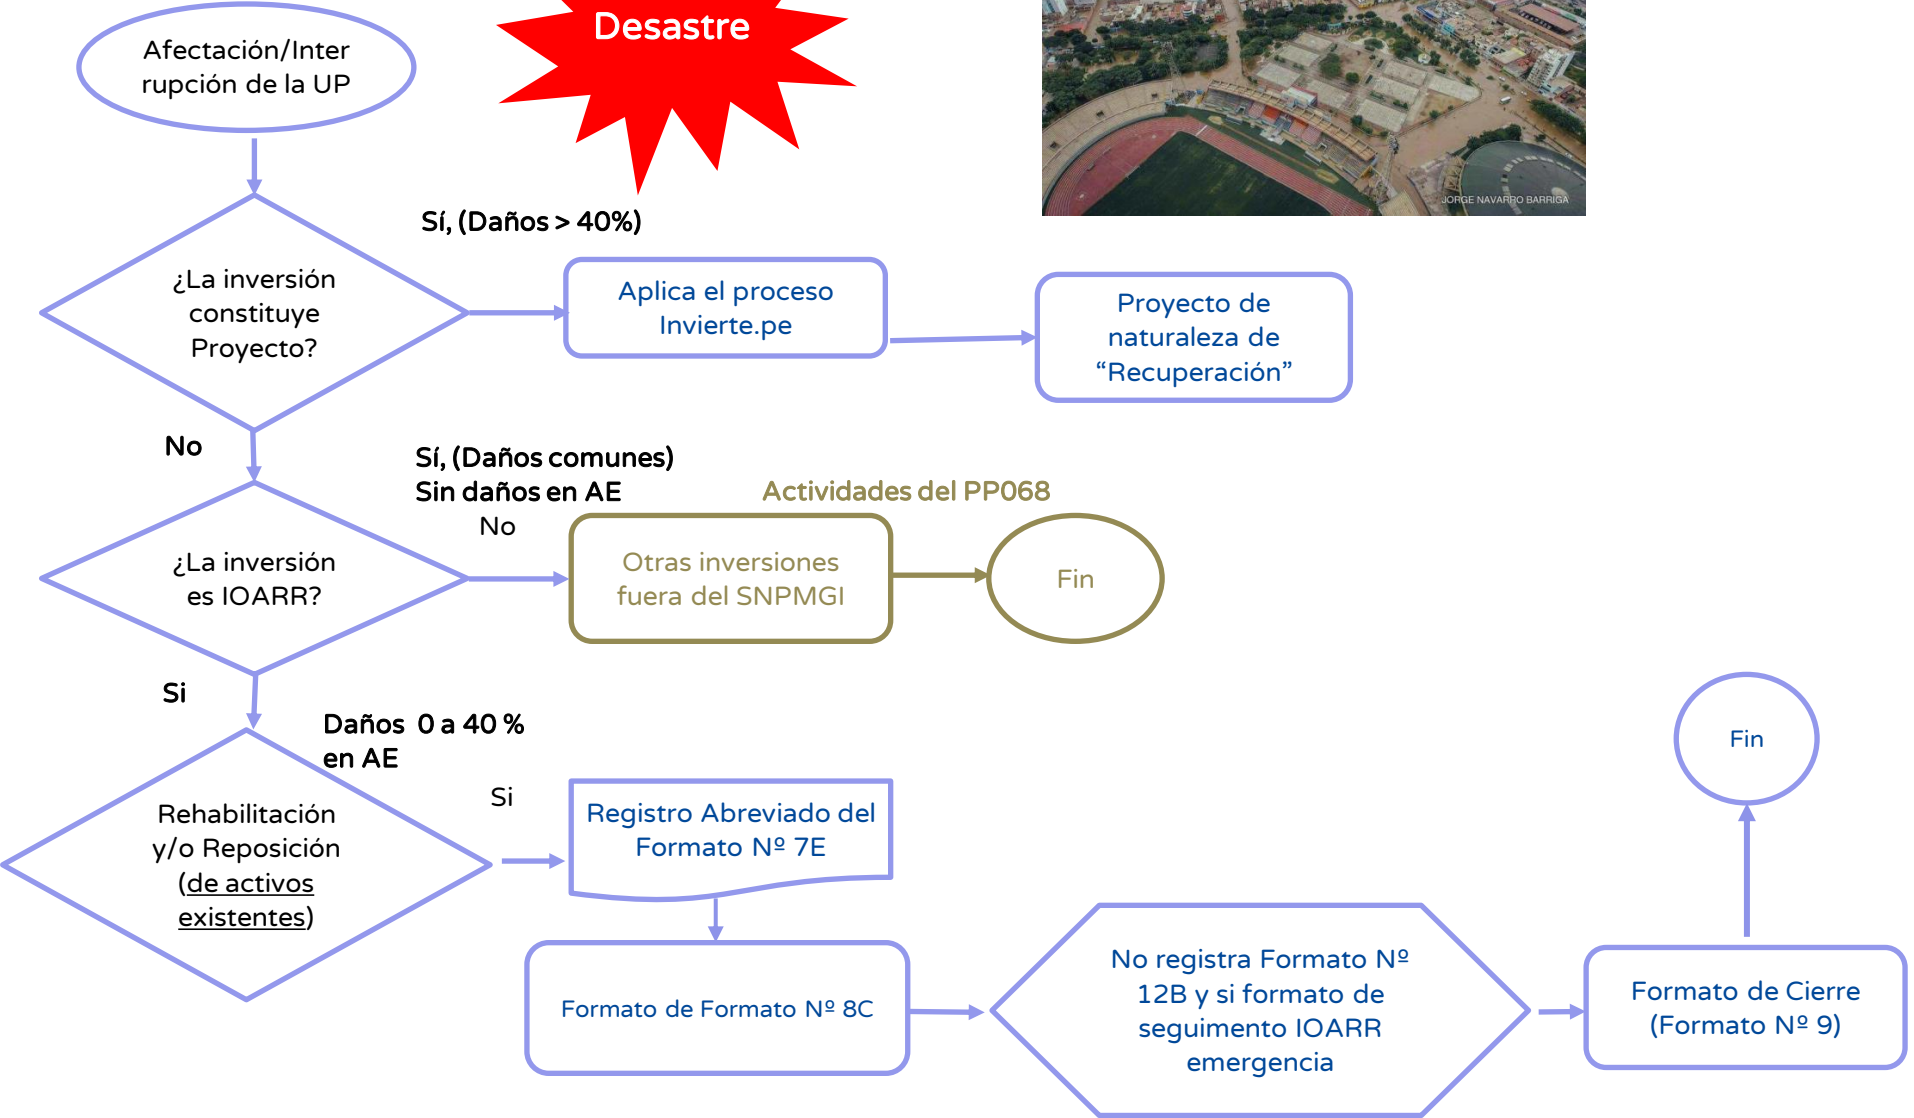 Afectación/Inter
rupción de la UP
Desastre
JORGE NAVARRO BARRIGA
Sí, (Daños > 40%)
¿La inversión
constituye
Proyecto?
Aplica el proceso
Invierte.pe
Proyecto de
naturaleza de
“Recuperación”
No
Sí, (Daños comunes)
Sin daños en AE
No
Actividades del PP068
¿La inversión
es IOARR?
Otras inversiones
fuera del SNPMGI
Fin
Si
Daños 0 a 40 %
en AE
Si
Rehabilitación
y/o Reposición
(de activos
existentes)
Registro Abreviado del
Formato Nº 7E
Formato de Formato Nº 8C
No registra Formato Nº
12B y si formato de
seguimento IOARR
emergencia
Formato de Cierre
(Formato Nº 9)
Fin